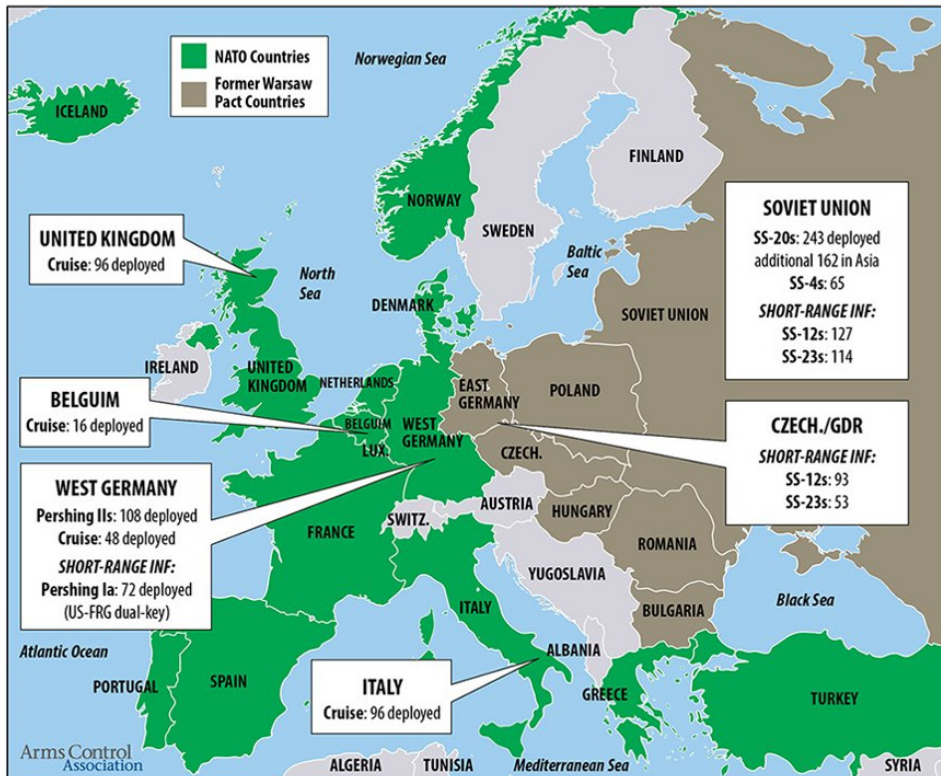 NATO Countries
Former Warsaw
Pact Countries
Norwegian Sea
ICELAND
FINLAND
NORWAY
SWEDEN
UNITED KINGDOM
Cruise: 96 deployed
SOVIET UNION
SS-20s: 243 deployed
additional 162 in Asia
SS-4s: 65
SHORT-RANGE INF:
SS-12s: 127
SS-23s: 114
North
Sea
Baltic
Sea
DENMARK
SOVIET UNION
IRELAND
UNITED
KINGDOM
NETHERLANDS
EAST
GERMANY
POLAND
BELGUIM
Cruise: 16 deployed
BELGUIM
WEST
GERMANY
LUX.
CZECH.
CZECH./GDR
SHORT-RANGE INF:
SS-12s: 93
SS-23s: 53
WEST GERMANY
Pershing IIs: 108 deployed
Cruise: 48 deployed
SHORT-RANGE INF:
Pershing Ia: 72 deployed
(US-FRG dual-key)
FRANCE
SWITZ.
AUSTRIA
HUNGARY
ROMANIA
YUGOSLAVIA
BULGARIA
Black Sea
ITALY
ALBANIA
GREECE
TURKEY
Atlantic Ocean
PORTUGAL
SPAIN
ITALY
Cruise: 96 deployed
Arms Control
Association
ALGERIA
TUNISIA
Mediterranean Sea
SYRIA